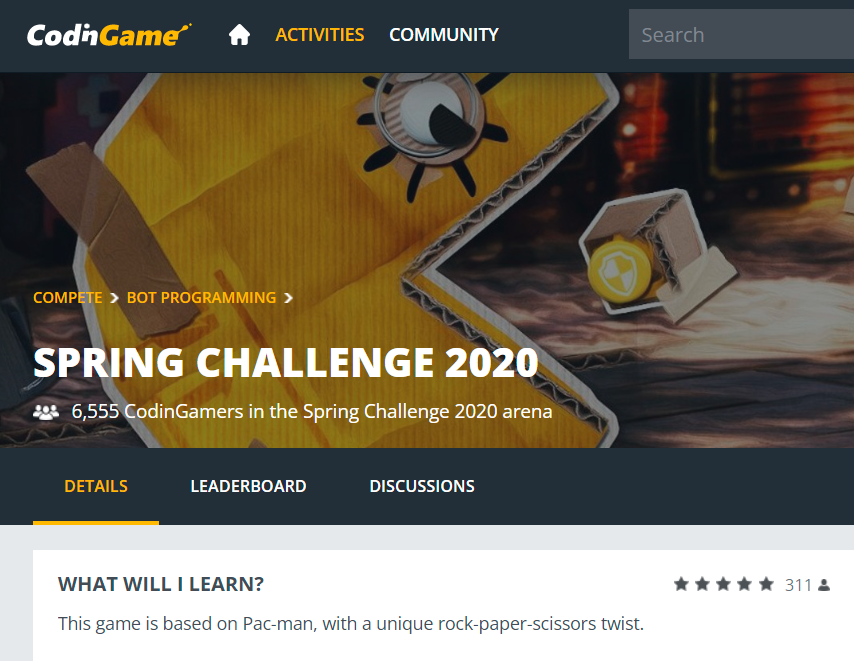 CodinGame ACTIVITIES COMMUNITY Search
COMPETE > BOT PROGRAMMING >
SPRING CHALLENGE 2020
6,555 CodinGamers in the Spring Challenge 2020 arena
DETAILS LEADERBOARD DISCUSSIONS
WHAT WILL I LEARN? 311
This game is based on Pac-man, with a unique rock-paper-scissors twist.